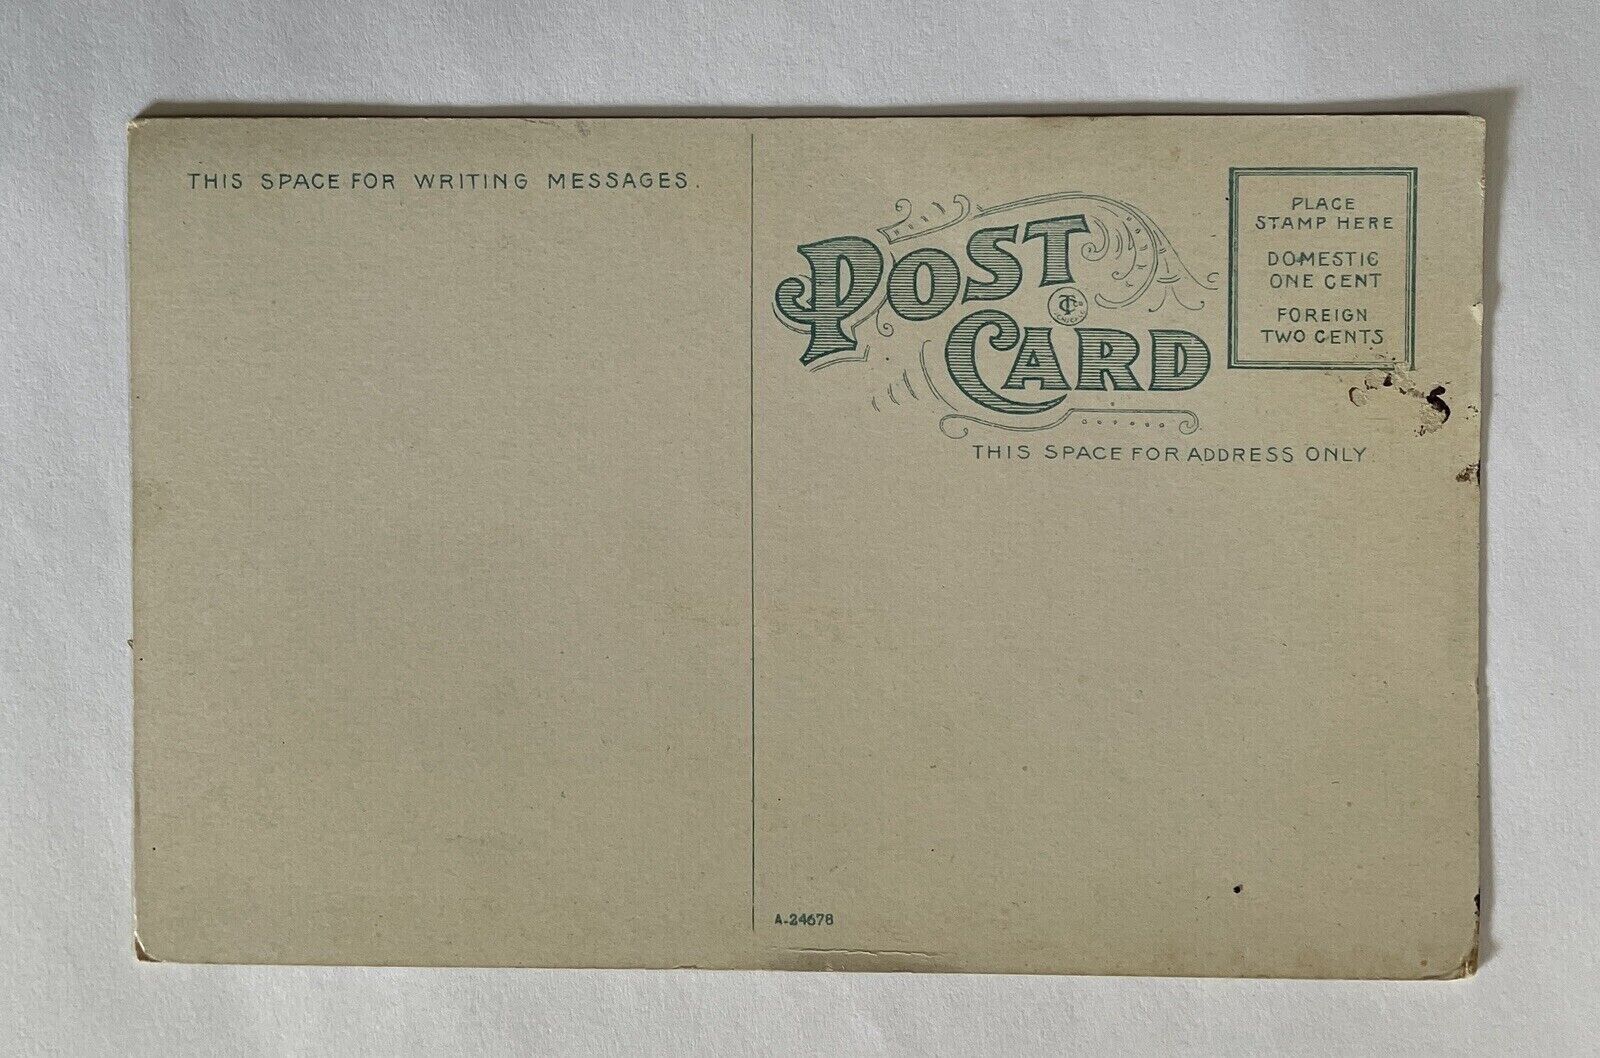 THIS SPACE FOR WRITING MESSAGES.
POST
CARD
PLACE
STAMP HERE
DOMESTIC
ONE CENT
FOREIGN
TWO CENTS
THIS SPACE FOR ADDRESS ONLY
A-24678